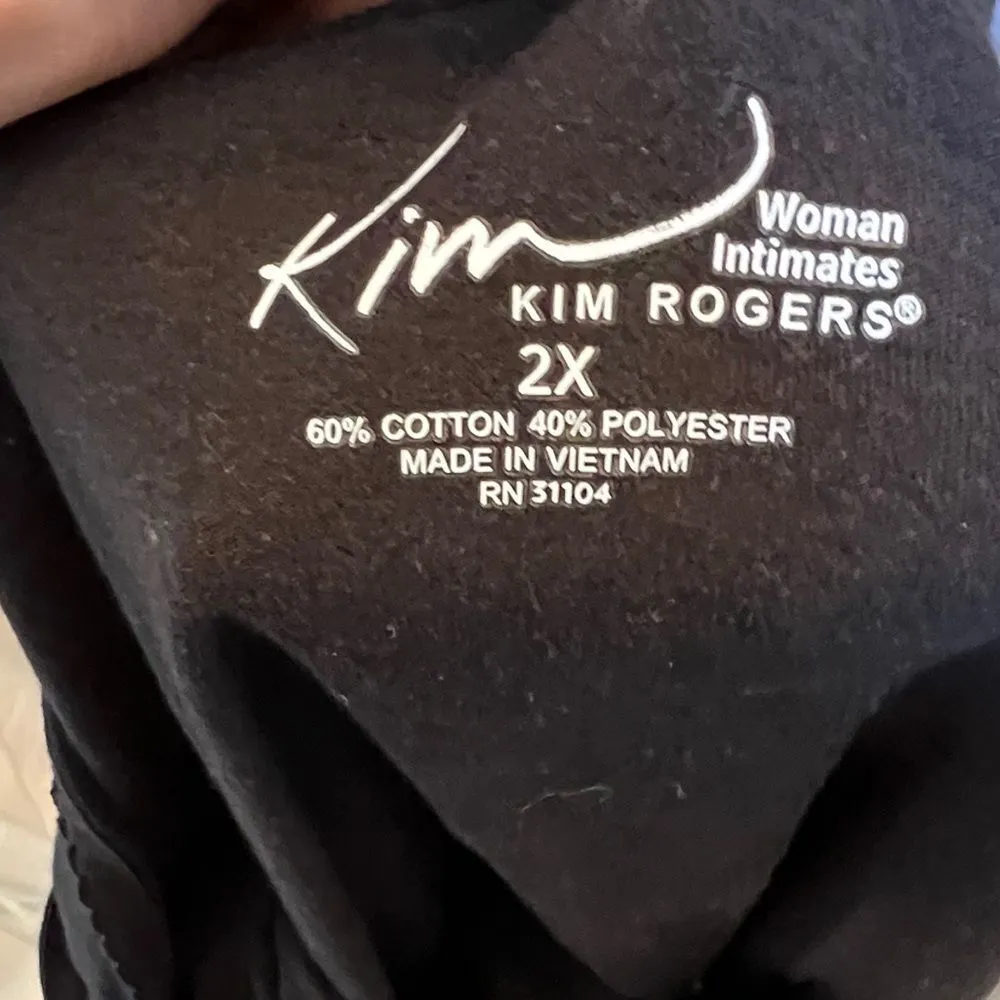 Kim
Woman
Intimates
KIM ROGERS®
2X
60% COTTON 40% POLYESTER
MADE IN VIETNAM
RN 31104